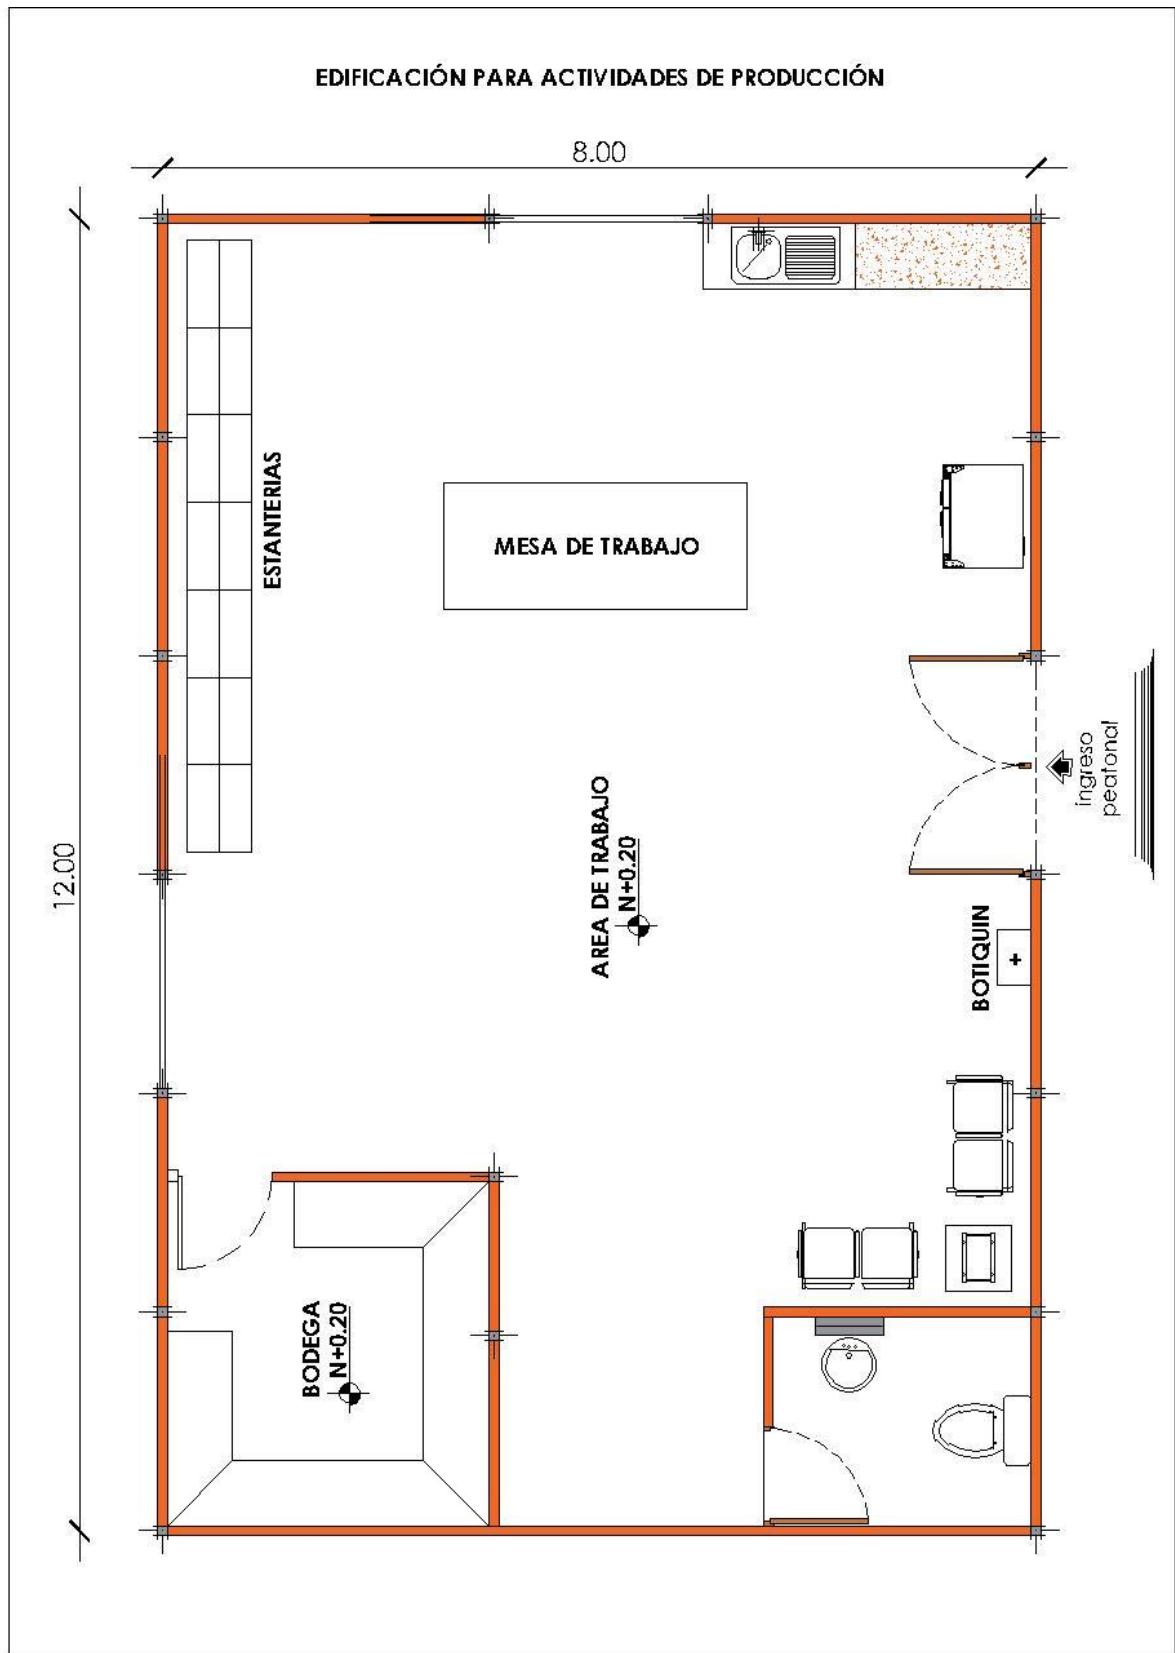 EDIFICACIÓN PARA ACTIVIDADES DE PRODUCCIÓN
8.00
ESTANTERIAS
MESA DE TRABAJO
12.00
AREA DE TRABAJO
N+0.20
ingreso
peatonal
BOTIQUIN
+
BODEGA
N+0.20